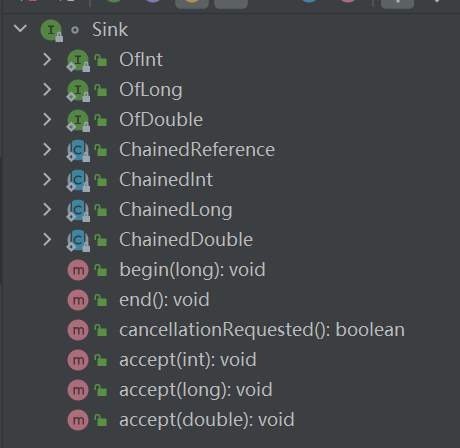 Sink
OfInt
OfLong
OfDouble
ChainedReference
ChainedInt
ChainedLong
ChainedDouble
begin(long): void
end(): void
cancellationRequested(): boolean
accept(int): void
accept(long): void
accept(double): void